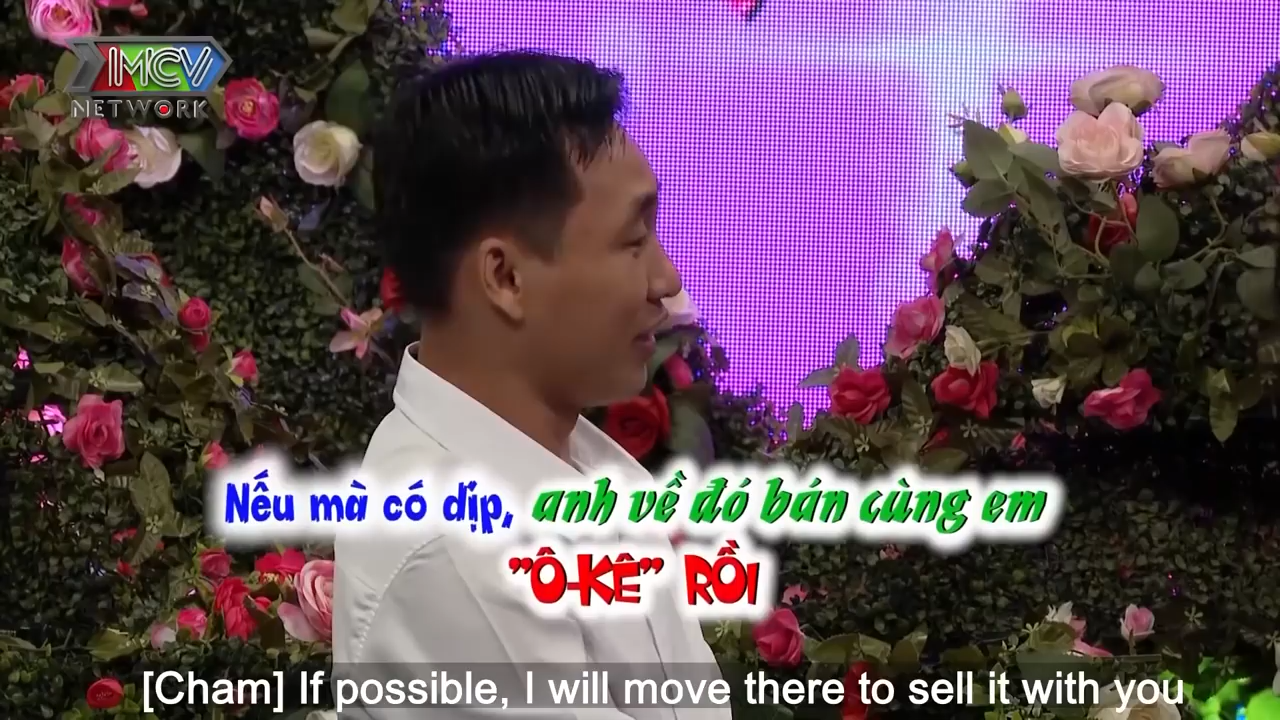 MCV
NETWORK
Nếu mà có dịp, anh về đó bán cùng em
"Ô-KÊ" RỒI
[Cham] If possible, I will move there to sell it with you